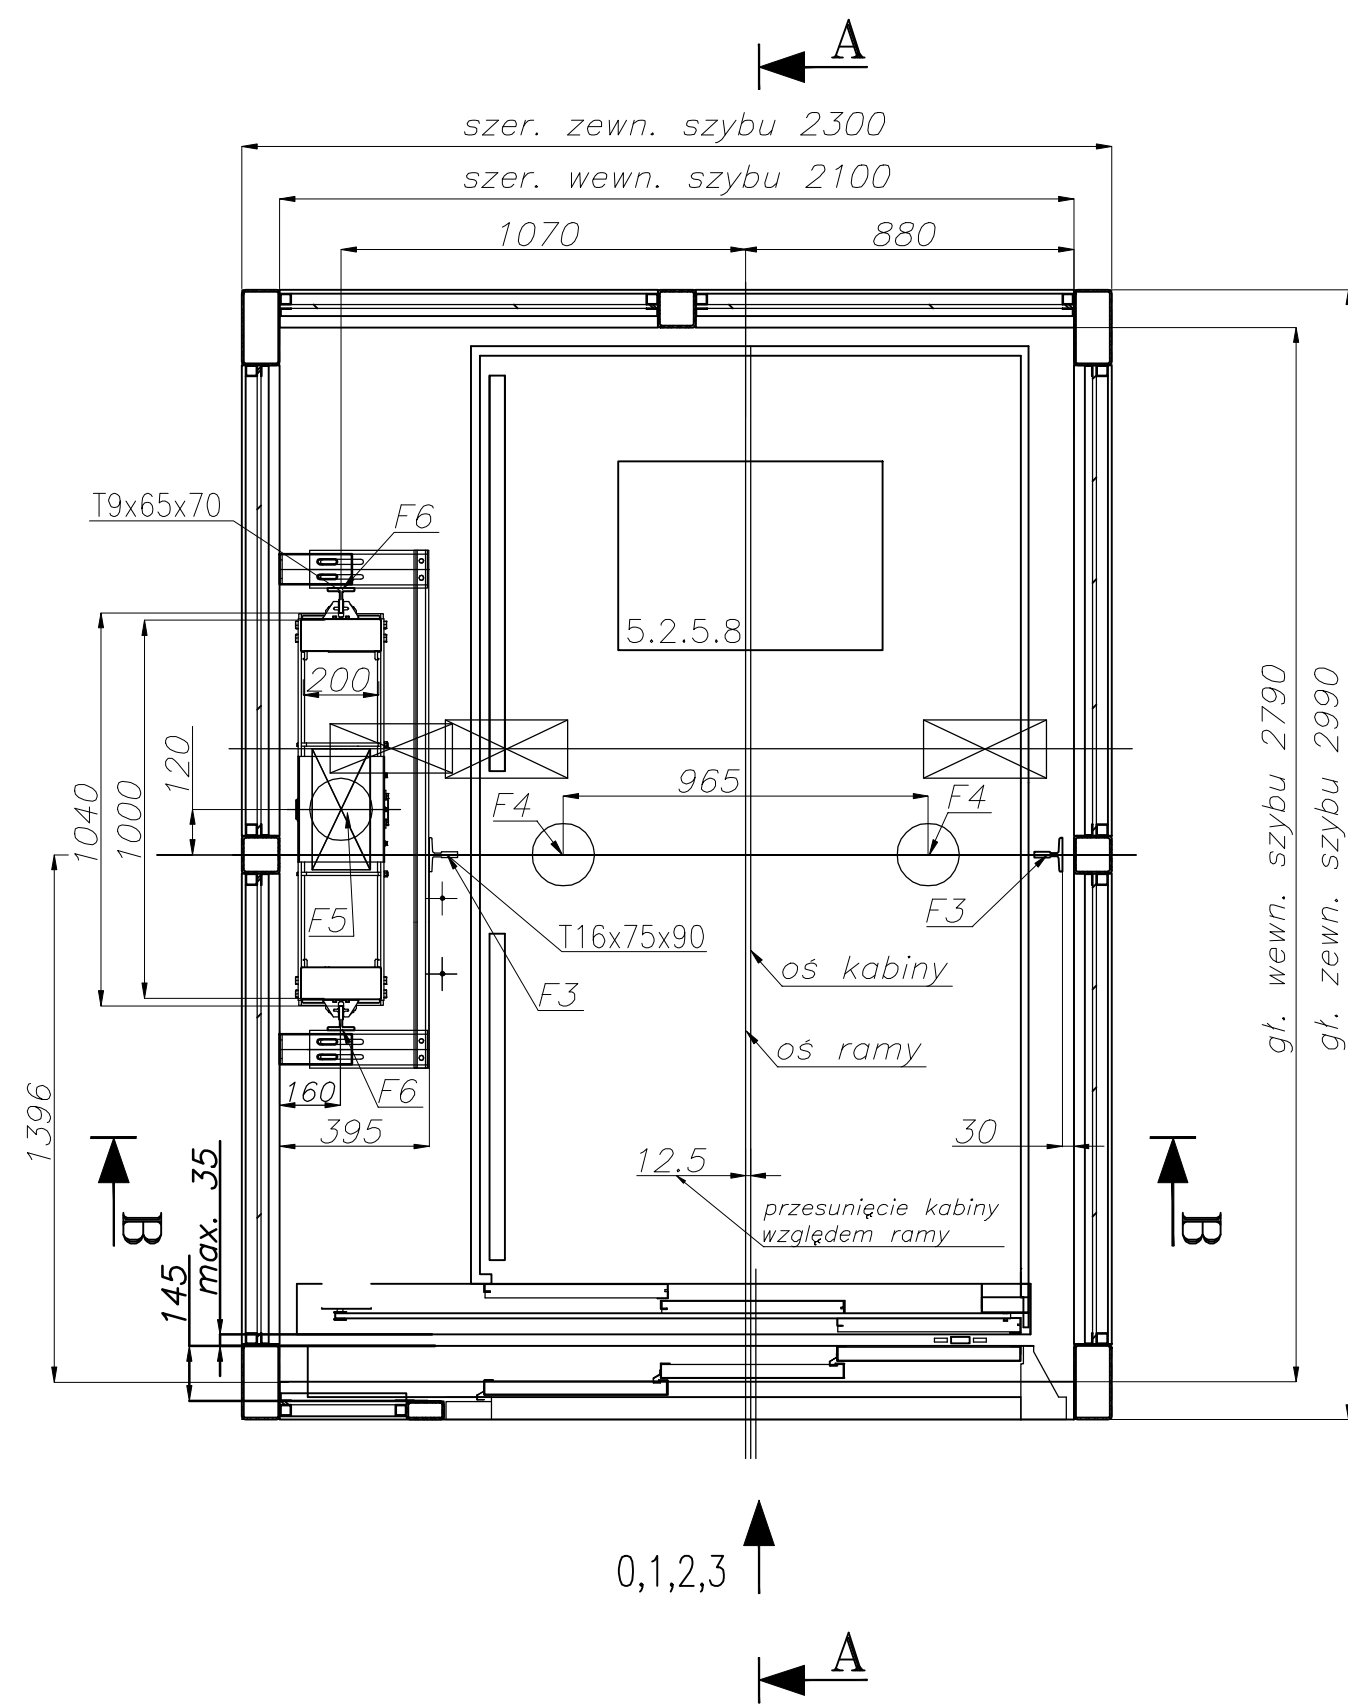 A
szer. zewn. szybu 2300
szer. wewn. szybu 2100
1070
880
T9x65x70
F6
5.2.5.8
200
120
965
1040
1000
F4
F4
gł. wewn. szybu 2790
gł. zewn. szybu 2990
F5
T16x75x90
F3
oś kabiny
F3
oś ramy
160
F6
1396
395
30
12.5
max. 35
B
B
przesunięcie kabiny
względem ramy
145
0,1,2,3
A